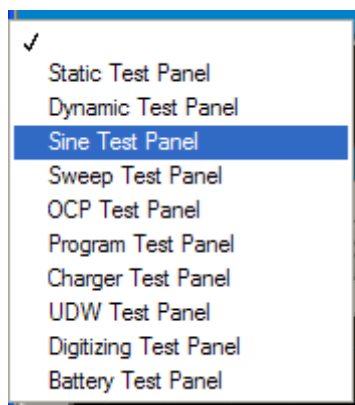 Static Test Panel
Dynamic Test Panel
Sine Test Panel
Sweep Test Panel
OCP Test Panel
Program Test Panel
Charger Test Panel
UDW Test Panel
Digitizing Test Panel
Battery Test Panel